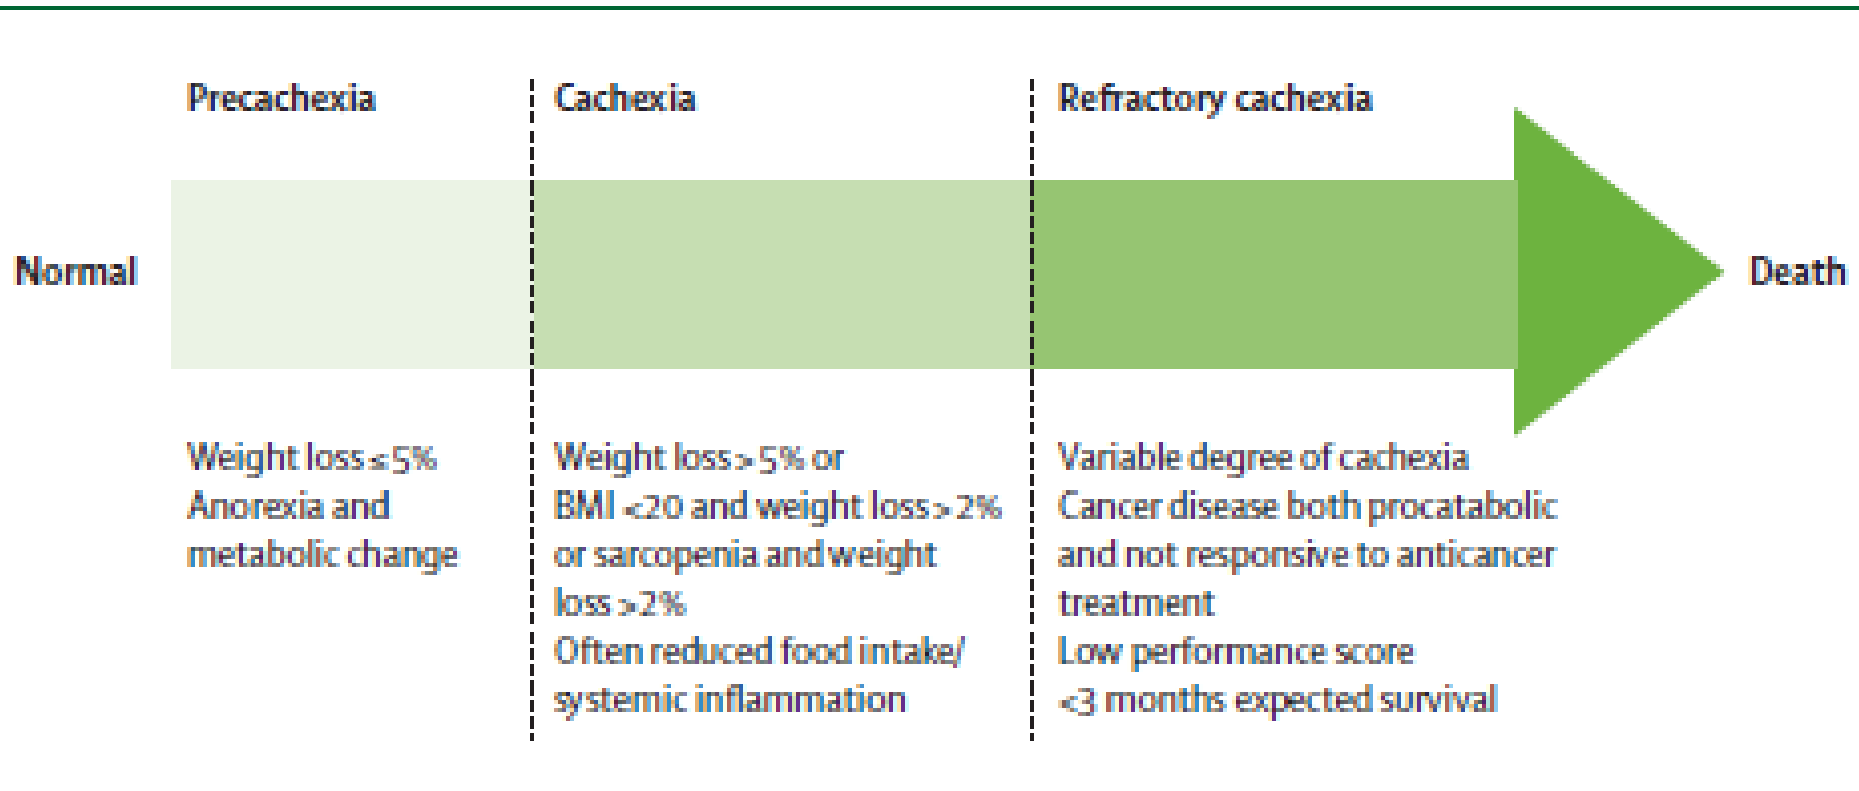 Precachexia
Cachexia
Refractory cachexia
Normal
Death
Weight loss ≤5%
Anorexia and
metabolic change
Weight loss >5% or
BMI <20 and weight loss >2%
or sarcopenia and weight
loss >2%
Often reduced food intake/
systemic inflammation
Variable degree of cachexia
Cancer disease both procatabolic
and not responsive to anticancer
treatment
Low performance score
<3 months expected survival